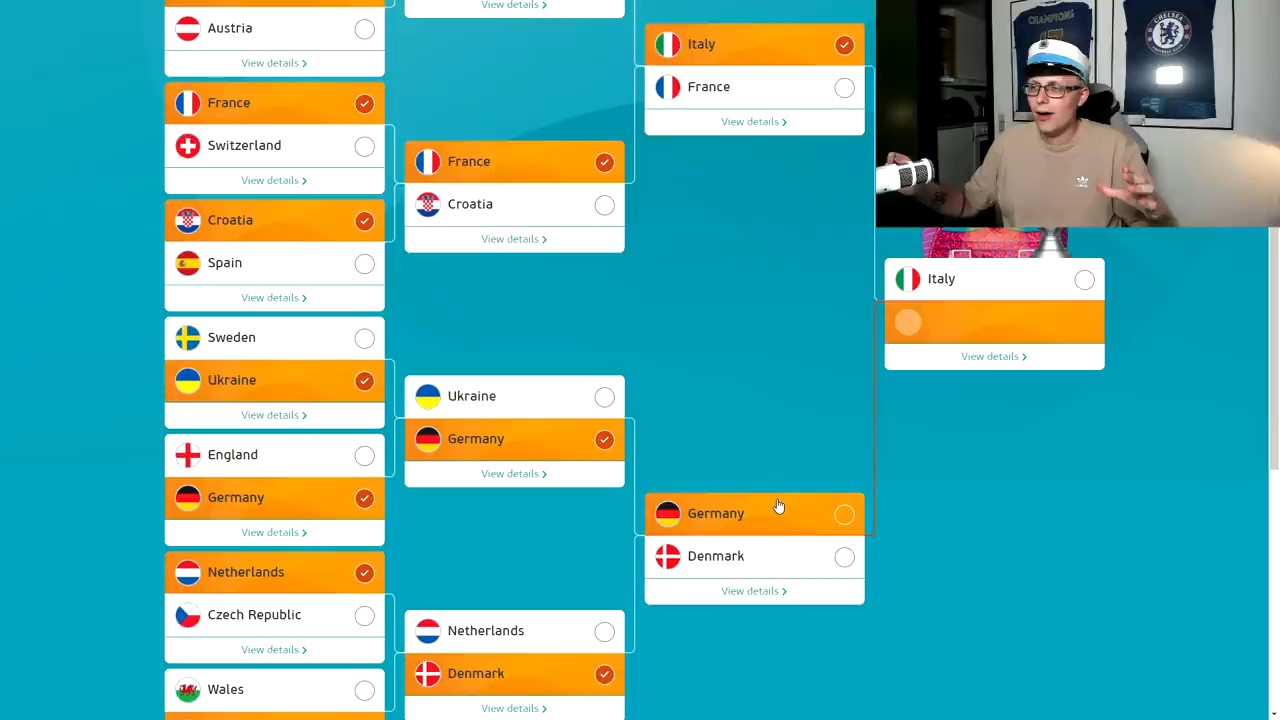 Austria
View details
France
Switzerland
View details
Croatia
Spain
View details
Sweden
Ukraine
View details
England
Germany
View details
Netherlands
Czech Republic
View details
Wales
View details
France
Croatia
View details
Ukraine
Germany
View details
Netherlands
Denmark
View details
Italy
France
View details
Germany
Denmark
View details
Italy
View details
CHAMPIONS
CHELSEA